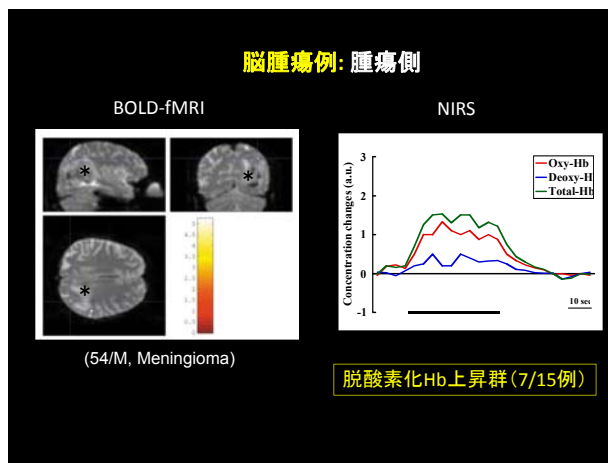 脳腫瘍例: 腫瘍側
BOLD-fMRI
NIRS
*
*
*
(54/M, Meningioma)
Concentration changes (a.u.)
3
2
1
0
-1
Oxy-Hb
Deoxy-H
Total-Hb
10 sec
脱酸素化Hb上昇群(7/15例)